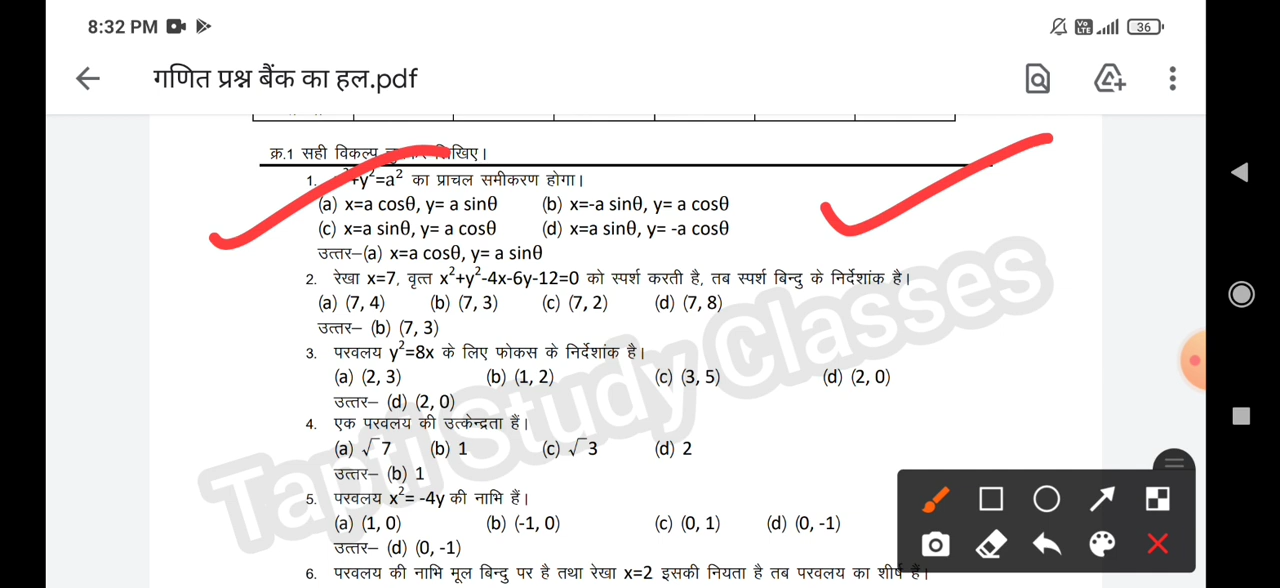 8:32 PM
Vo LTE 36
गणित प्रश्न बैंक का हल.pdf
क्र.1 सही विकल्प लिखिए।
1. +y²=a² का प्राचल समीकरण होगा।
(a) x=a cosθ, y= a sinθ (b) x=-a sinθ, y= a cosθ
(c) x=a sinθ, y= a cosθ (d) x=a sinθ, y= -a cosθ
उत्तर–(a) x=a cosθ, y= a sinθ
2. रेखा x=7, वृत्त x²+y²-4x-6y-12=0 को स्पर्श करती है, तब स्पर्श बिन्दु के निर्देशांक है।
(a) (7, 4) (b) (7, 3) (c) (7, 2) (d) (7, 8)
उत्तर– (b) (7, 3)
3. परवलय y²=8x के लिए फोकस के निर्देशांक है।
(a) (2, 3) (b) (1, 2) (c) (3, 5) (d) (2, 0)
उत्तर– (d) (2, 0)
4. एक परवलय की उत्केन्द्रता हैं।
(a) √7 (b) 1 (c) √3 (d) 2
उत्तर– (b) 1
5. परवलय x²= -4y की नाभि हैं।
(a) (1, 0) (b) (-1, 0) (c) (0, 1) (d) (0, -1)
उत्तर– (d) (0, -1)
6. परवलय की नाभि मूल बिन्दु पर है तथा रेखा x=2 इसकी नियता है तब परवलय का शीर्ष हैं।
Tapti Study Classes